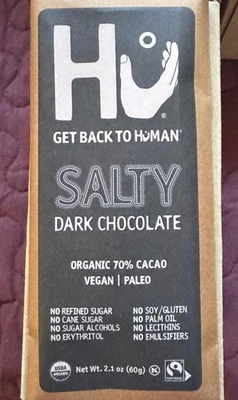 HU
®
GET BACK TO HUMAN®
SALTY
DARK CHOCOLATE
ORGANIC 70% CACAO
VEGAN | PALEO
NO REFINED SUGAR
NO CANE SUGAR
NO SUGAR ALCOHOLS
NO ERYTHRITOL
NO SOY/GLUTEN
NO PALM OIL
NO LECITHINS
NO EMULSIFIERS
USDA
ORGANIC
Net Wt. 2.1 oz (60g)
K